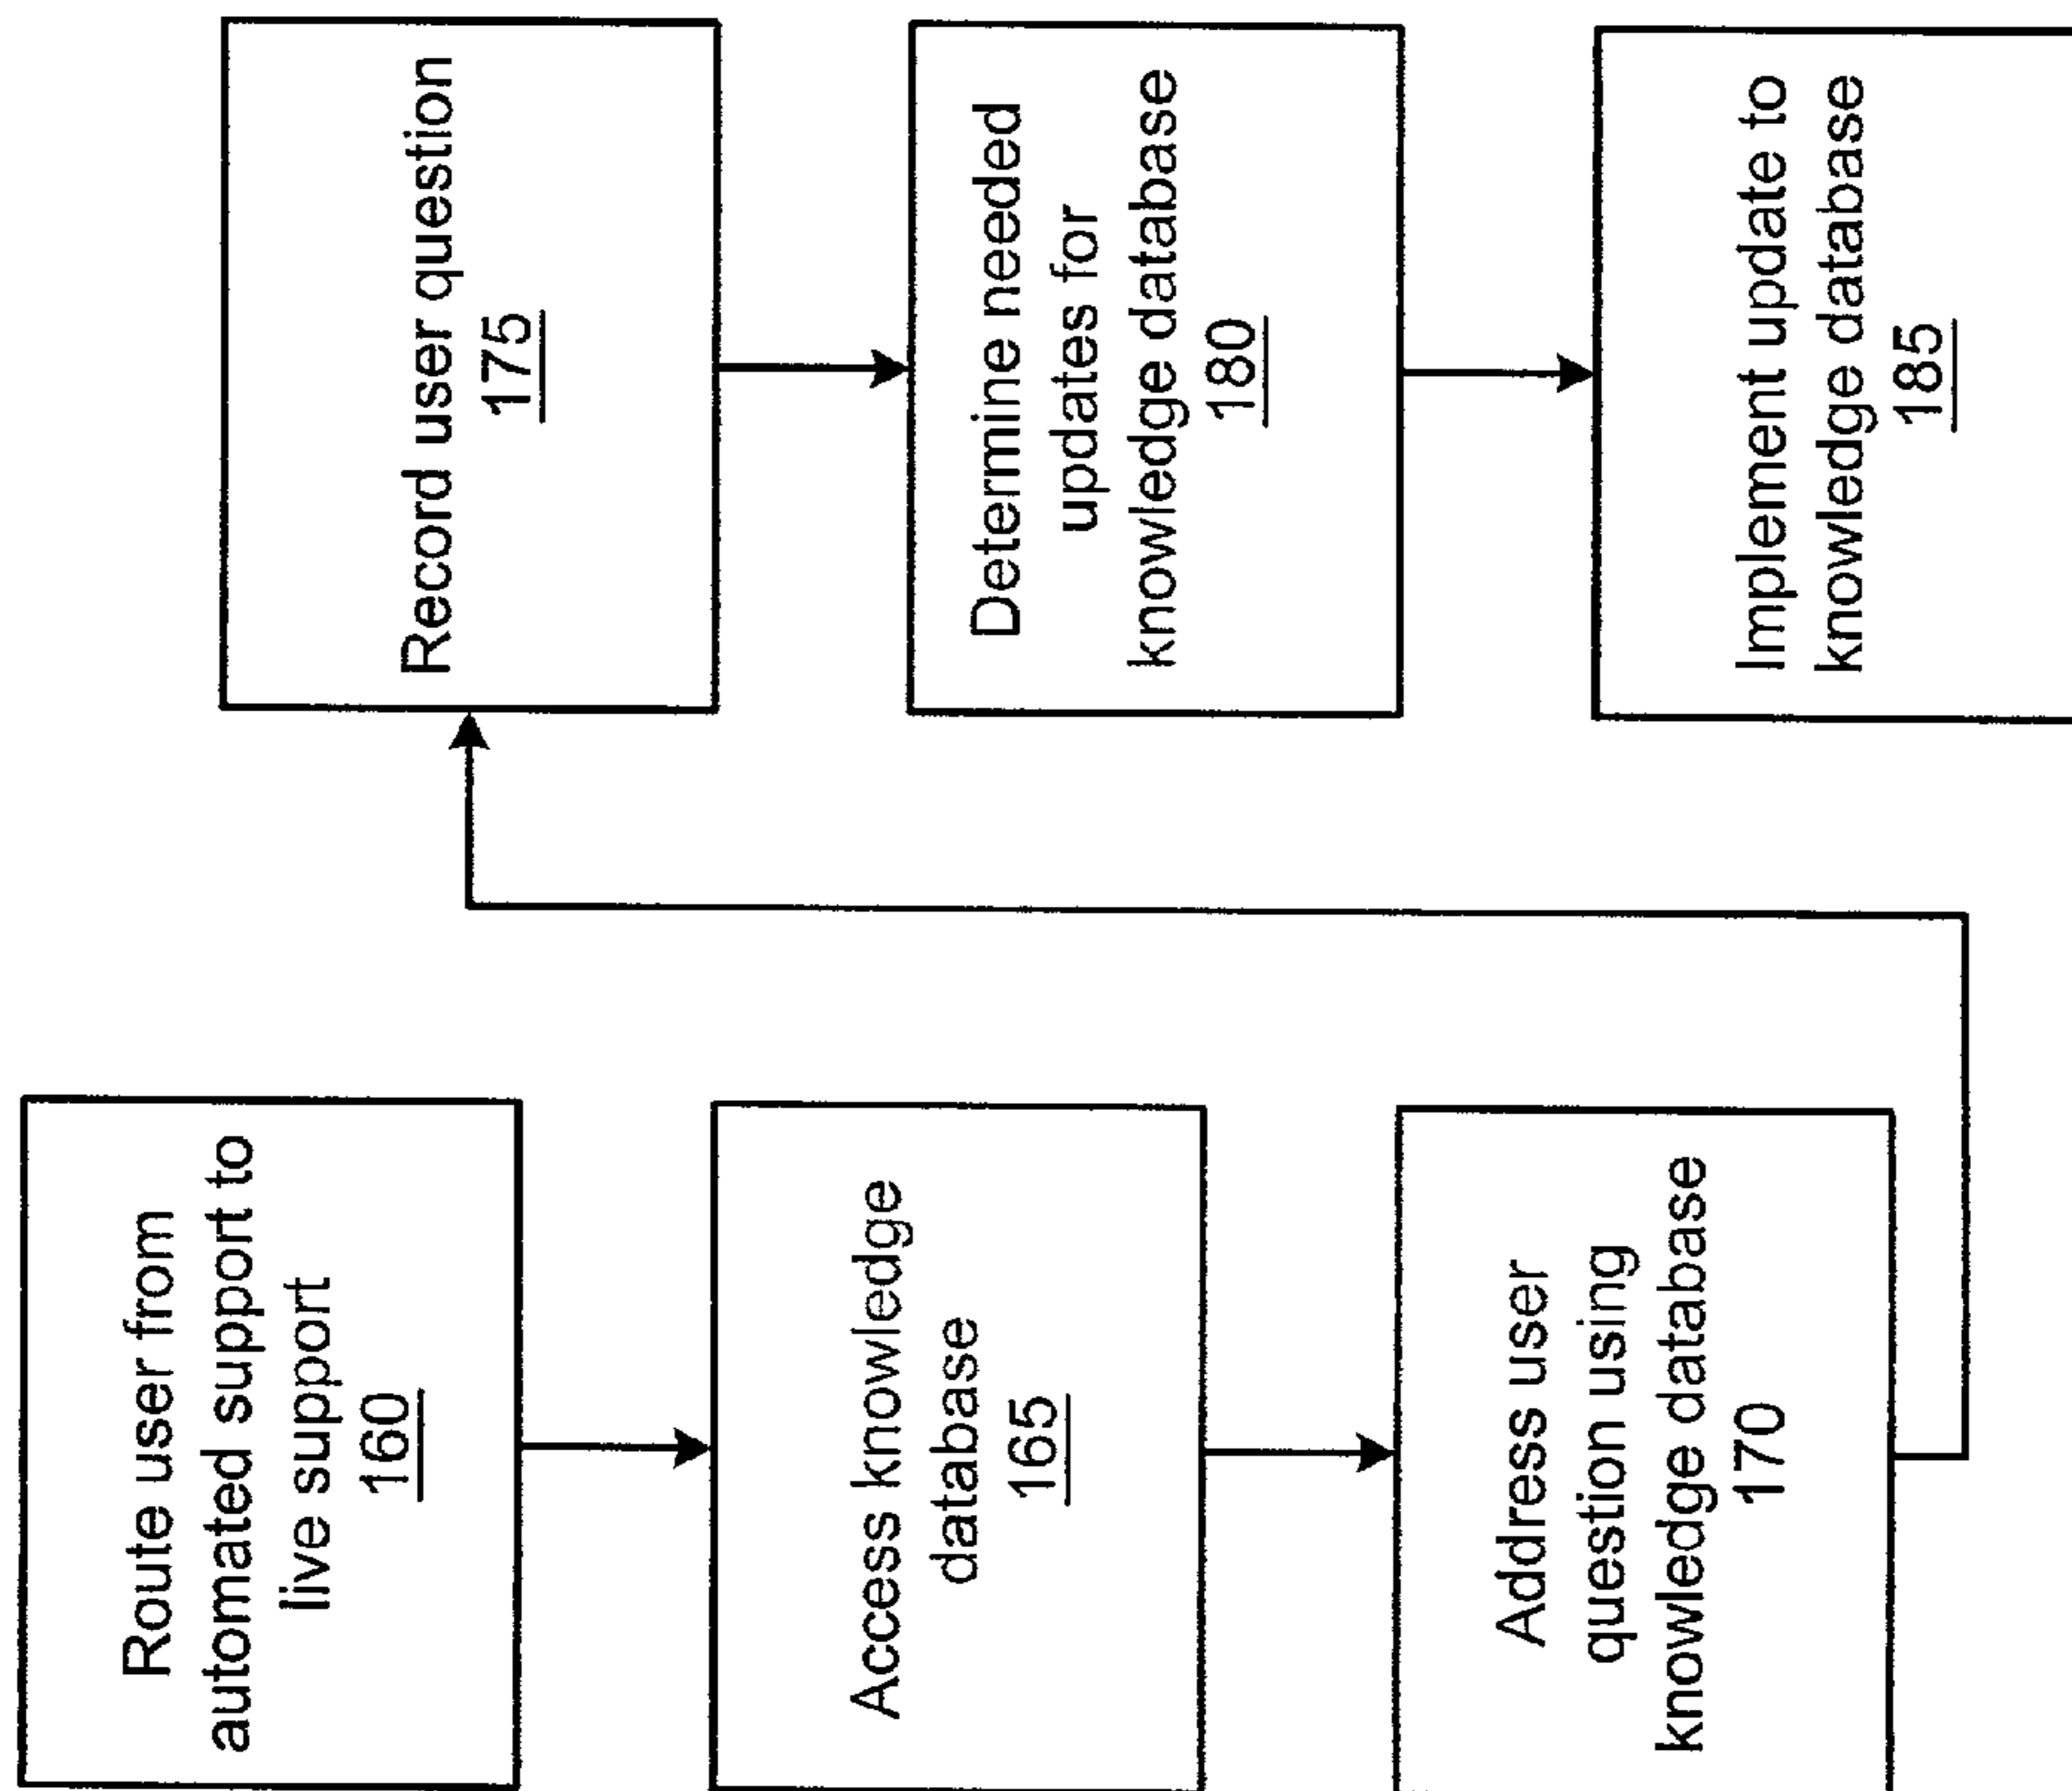 Route user from
automated support to
live support
160
Access knowledge
database
165
Address user
question using
knowledge database
170
Record user question
175
Determine needed
updates for
knowledge database
180
Implement update to
knowledge database
185